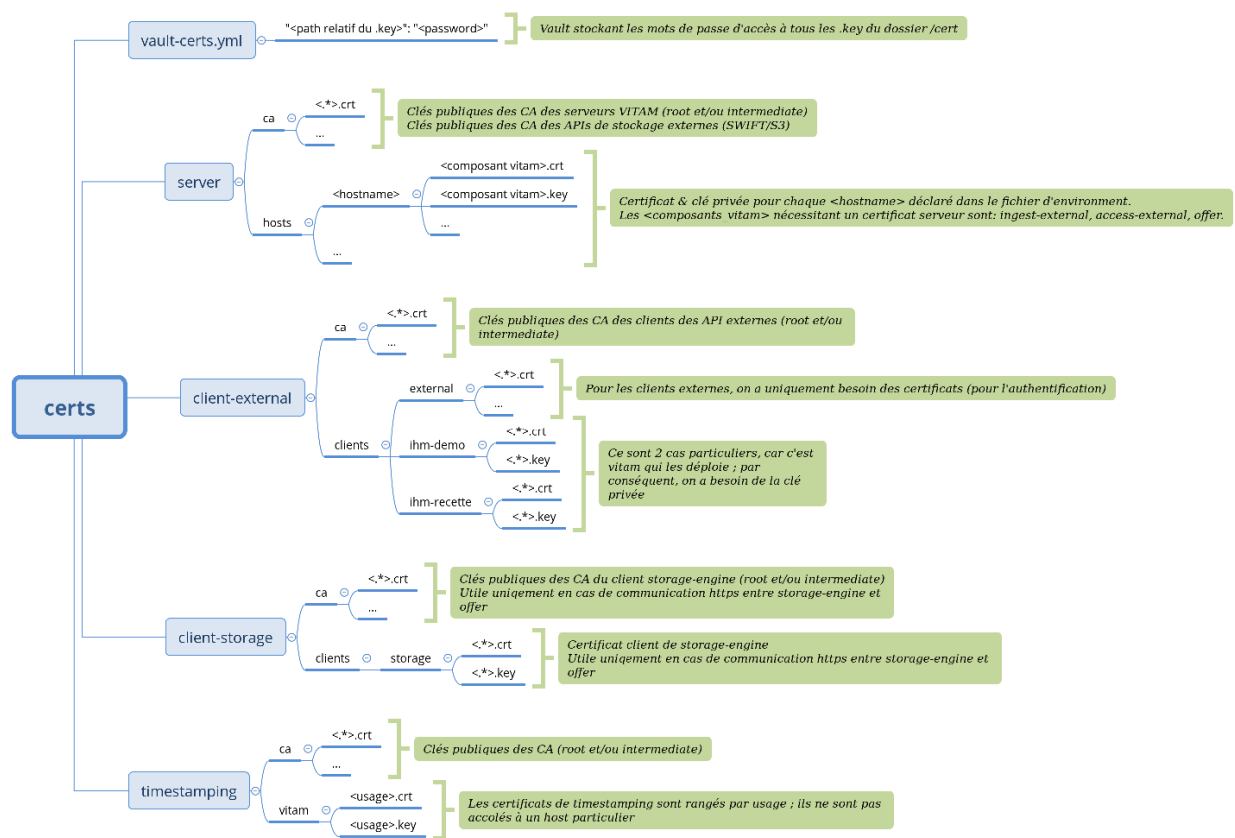 certs
vault-certs.yml
"<path relatif du .key>": "<password>"
Vault stockant les mots de passe d'accès à tous les .key du dossier /cert
server
ca
<.*>.crt
...
Clés publiques des CA des serveurs VITAM (root et/ou intermediate)
Clés publiques des CA des APIs de stockage externes (SWIFT/S3)
hosts
<hostname>
<composant vitam>.crt
<composant vitam>.key
...
...
Certificat & clé privée pour chaque <hostname> déclaré dans le fichier d'environment.
Les <composants_vitam> nécessitant un certificat serveur sont: ingest-external, access-external, offer.
client-external
ca
<.*>.crt
...
Clés publiques des CA des clients des API externes (root et/ou
intermediate)
clients
external
<.*>.crt
...
Pour les clients externes, on a uniquement besoin des certificats (pour l'authentification)
ihm-demo
<.*>.crt
<.*>.key
ihm-recette
<.*>.crt
<.*>.key
Ce sont 2 cas particuliers, car c'est
vitam qui les déploie ; par
conséquent, on a besoin de la clé
privée
client-storage
ca
<.*>.crt
...
Clés publiques des CA du client storage-engine (root et/ou intermediate)
Utile uniqement en cas de communication https entre storage-engine et
offer
clients
storage
<.*>.crt
<.*>.key
Certificat client de storage-engine
Utile uniqement en cas de communication https entre storage-engine et
offer
timestamping
ca
<.*>.crt
...
Clés publiques des CA (root et/ou intermediate)
vitam
<usage>.crt
<usage>.key
Les certificats de timestamping sont rangés par usage ; ils ne sont pas
accolés à un host particulier